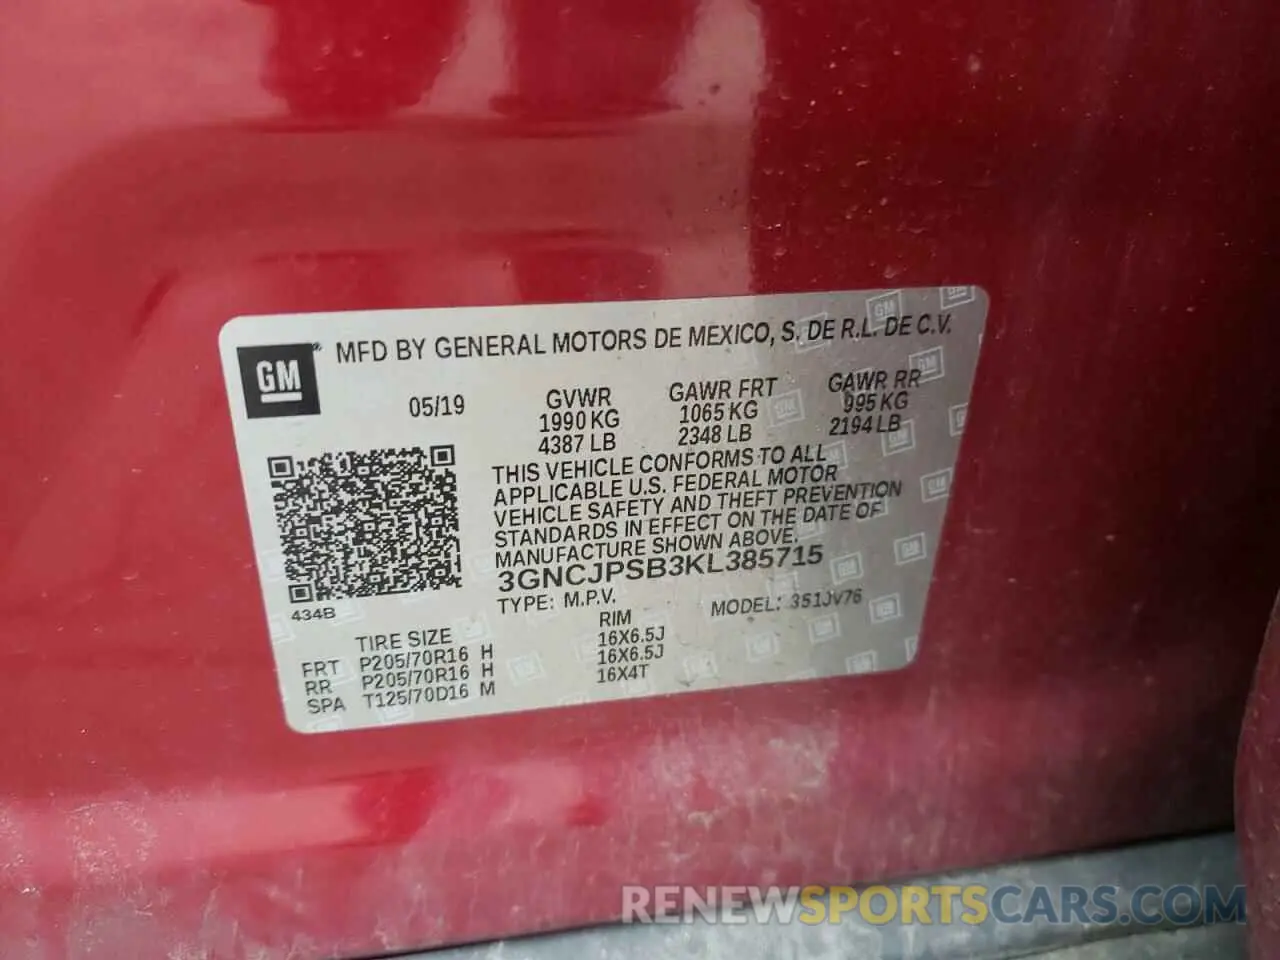 GM
MFD BY GENERAL MOTORS DE MEXICO, S. DE R.L. DE C.V.
05/19
GVWR
1990 KG
4387 LB
GAWR FRT
1065 KG
2348 LB
GAWR RR
995 KG
2194 LB
THIS VEHICLE CONFORMS TO ALL
APPLICABLE U.S. FEDERAL MOTOR
VEHICLE SAFETY AND THEFT PREVENTION
STANDARDS IN EFFECT ON THE DATE OF
MANUFACTURE SHOWN ABOVE.
3GNCJPSB3KL385715
TYPE: M.P.V.
MODEL: 351JV76
434B
TIRE SIZE
RIM
FRT P205/70R16 H 16X6.5J
RR P205/70R16 H 16X6.5J
SPA T125/70D16 M 16X4T
RENEWSPORTSCARS.COM